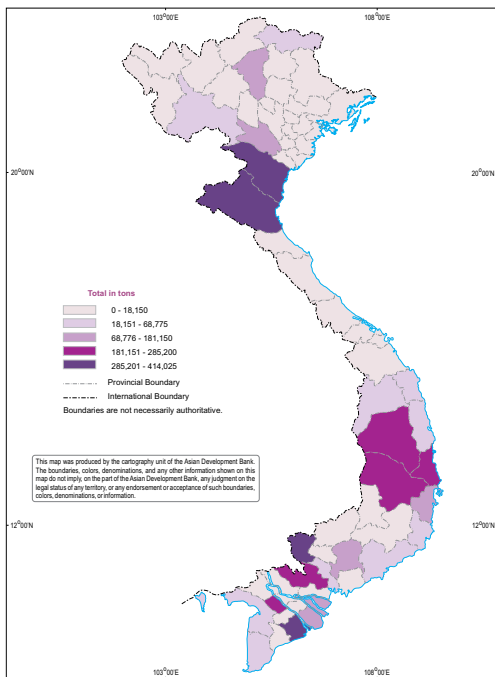 103°00'E 108°00'E
20°00'N 20°00'N
Total in tons
0 - 18,150
18,151 - 68,775
68,776 - 181,150
181,151 - 285,200
285,201 - 414,025
Provincial Boundary
International Boundary
Boundaries are not necessarily authoritative.
This map was produced by the cartography unit of the Asian Development Bank.
The boundaries, colors, denominations, and any other information shown on this
map do not imply, on the part of the Asian Development Bank, any judgment on the
legal status of any territory, or any endorsement or acceptance of such boundaries,
colors, denominations, or information.
12°00'N 12°00'N
103°00'E 108°00'E